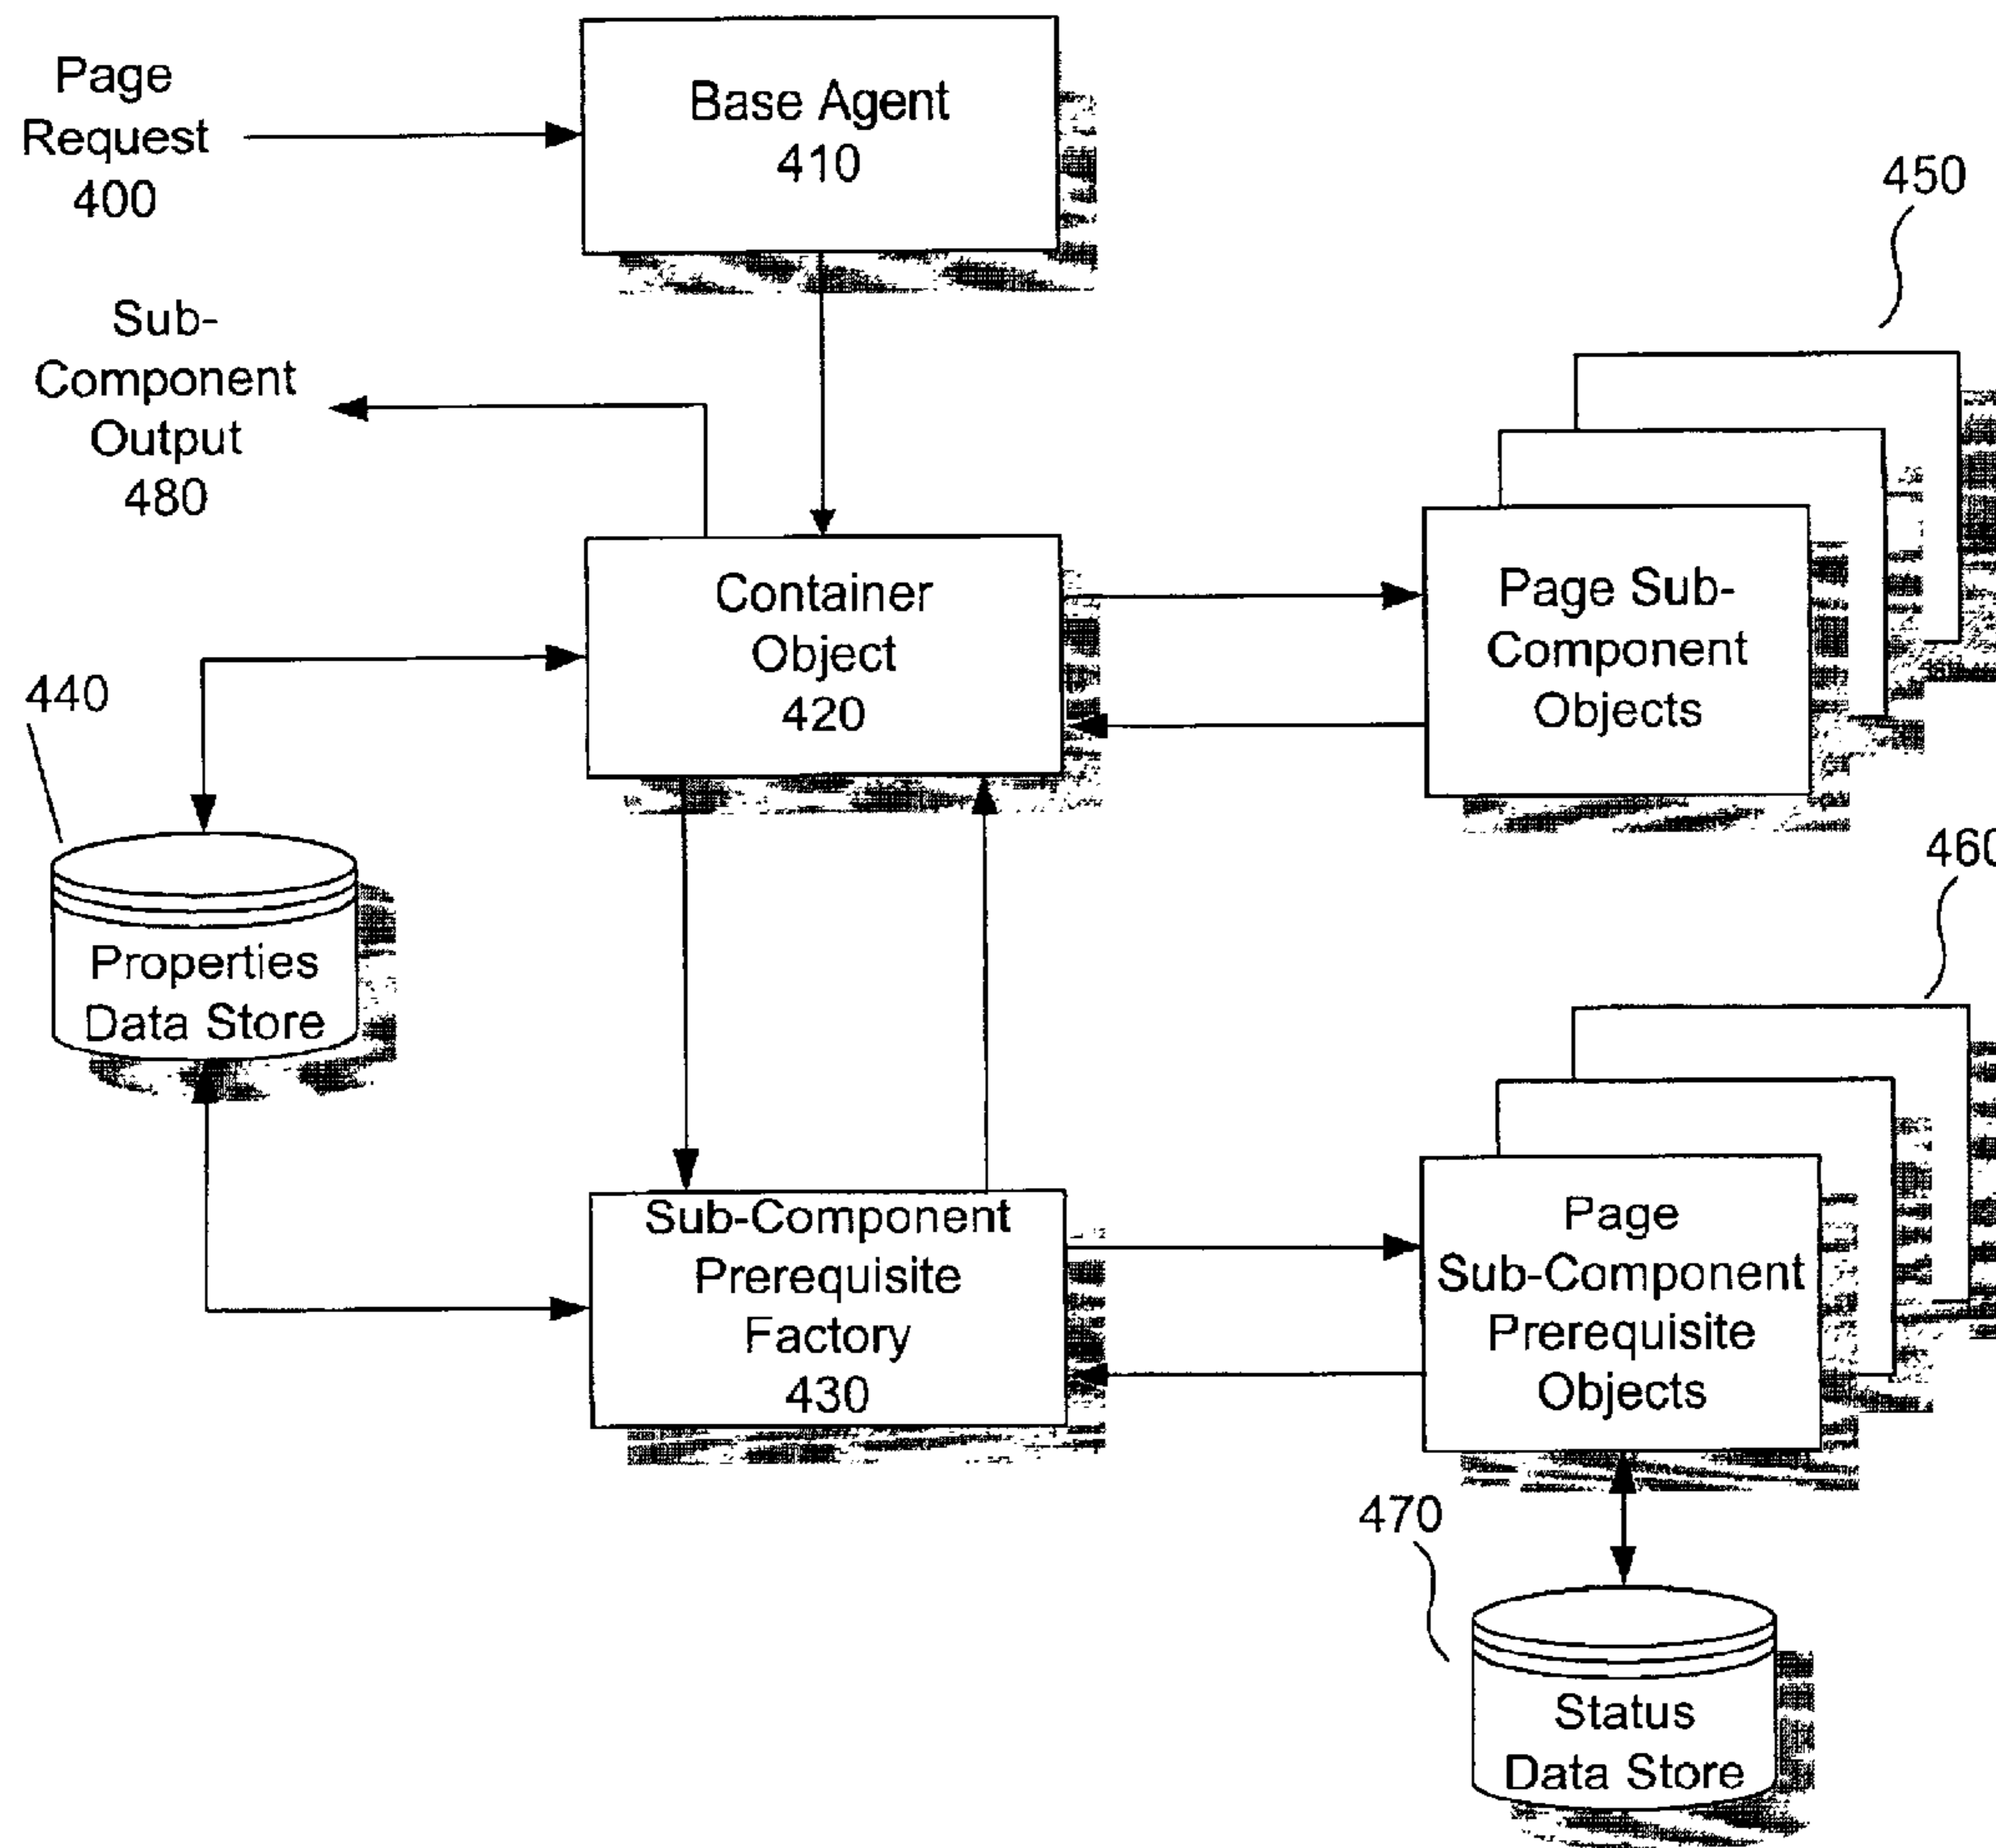 Page
Request
400
Base Agent
410
450
Sub-
Component
Output
480
Container
Object
420
Page Sub-
Component
Objects
440
460
Properties
Data Store
Sub-Component
Prerequisite
Factory
430
Page
Sub-Component
Prerequisite
Objects
470
Status
Data Store